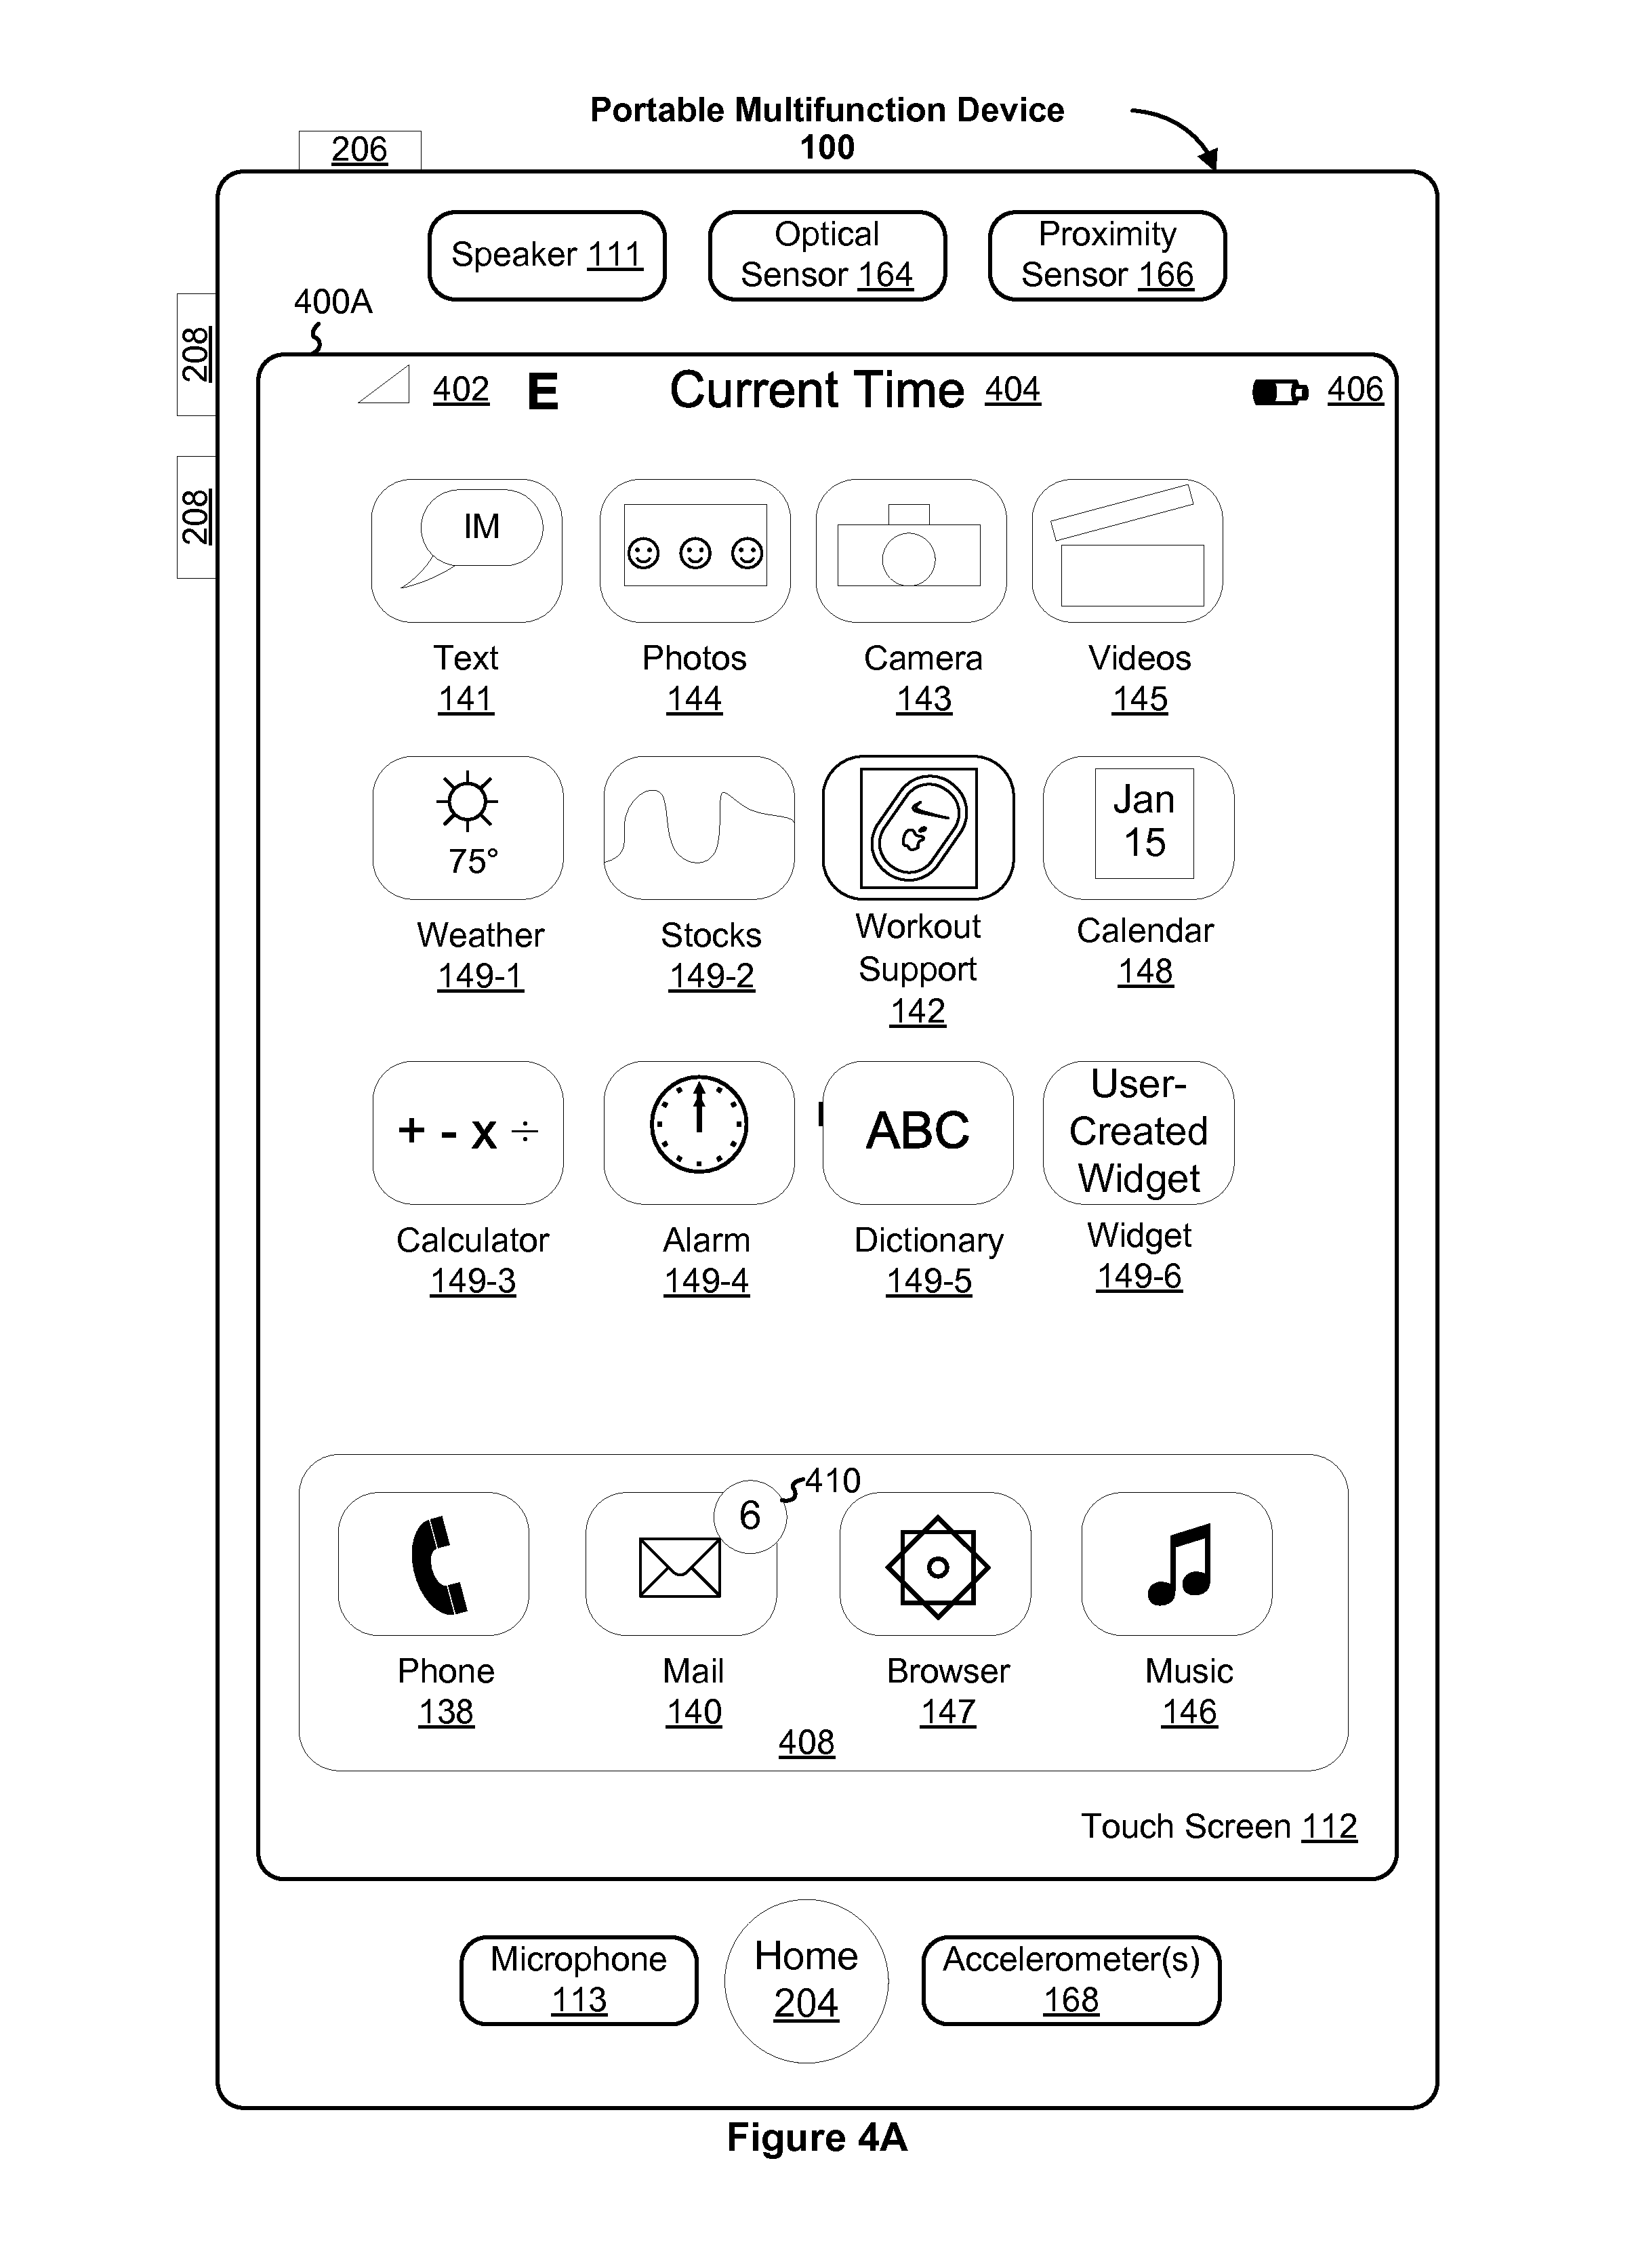 Portable Multifunction Device
100
206
Speaker 111
Optical
Sensor 164
Proximity
Sensor 166
400A
208
208
402 E Current Time 404 406
IM
Text
141
Photos
144
Camera
143
Videos
145
75°
Weather
149-1
Stocks
149-2
Workout
Support
142
Jan
15
Calendar
148
+ - x ÷
Calculator
149-3
Alarm
149-4
ABC
Dictionary
149-5
User-
Created
Widget
Widget
149-6
6
410
Phone
138
Mail
140
Browser
147
Music
146
408
Touch Screen 112
Microphone
113
Home
204
Accelerometer(s)
168
Figure 4A